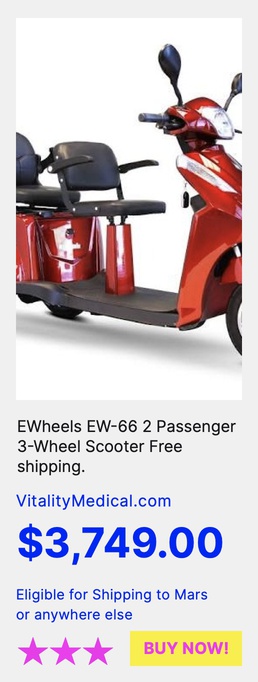 EWheels EW-66 2 Passenger
3-Wheel Scooter Free
shipping.
VitalityMedical.com
$3,749.00
Eligible for Shipping to Mars
or anywhere else
BUY NOW!